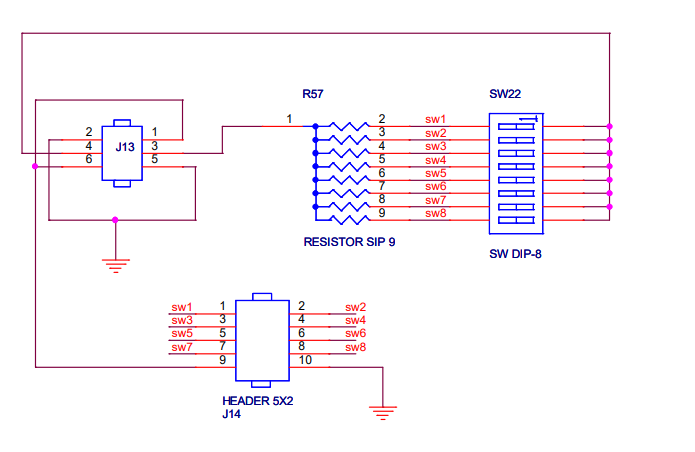 R57 SW22
1 2 sw1
2 J13 1 3 sw2
4 3 4 sw3
6 5 5 sw4
6 sw5
7 sw6
8 sw7
9 sw8
RESISTOR SIP 9
SW DIP-8
sw1 1 2 sw2
sw3 3 4 sw4
sw5 5 6 sw6
sw7 7 8 sw8
9 10
HEADER 5X2
J14